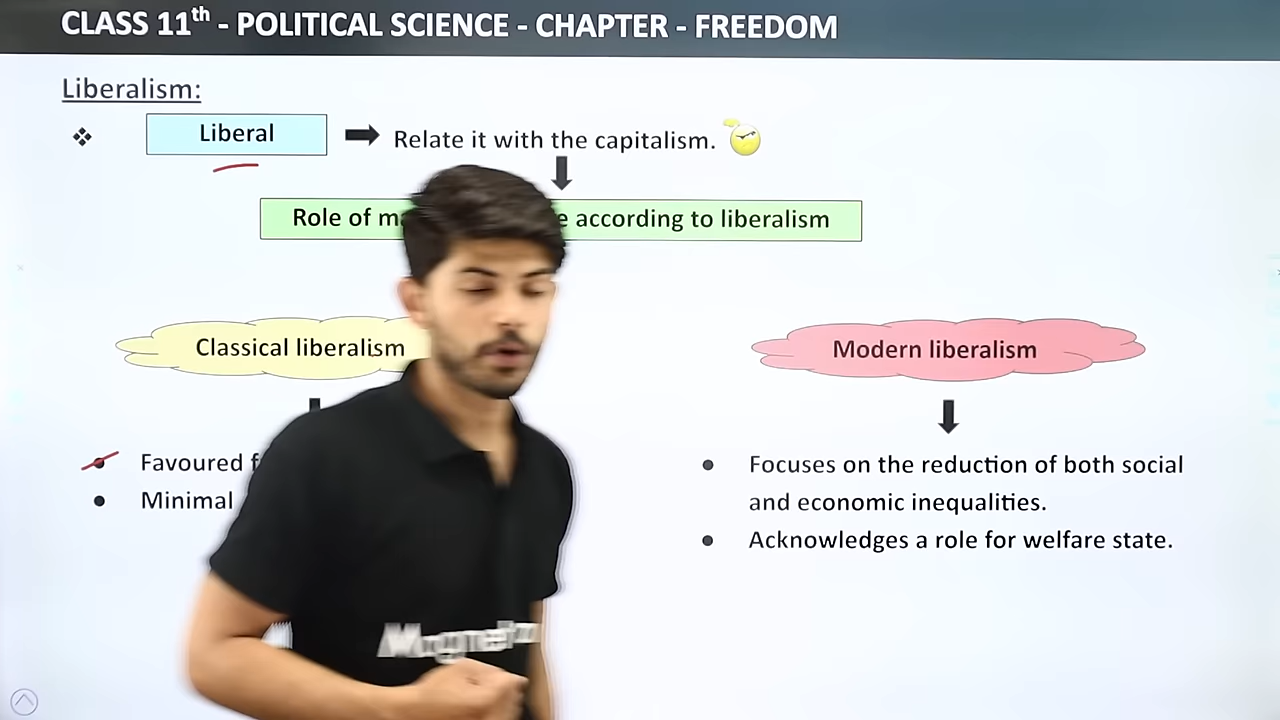 CLASS 11th - POLITICAL SCIENCE - CHAPTER - FREEDOM
Liberalism:
Liberal
Relate it with the capitalism.
Role of according to liberalism
Classical liberalism
Modern liberalism
Favoured
Minimal
Focuses on the reduction of both social
and economic inequalities.
Acknowledges a role for welfare state.